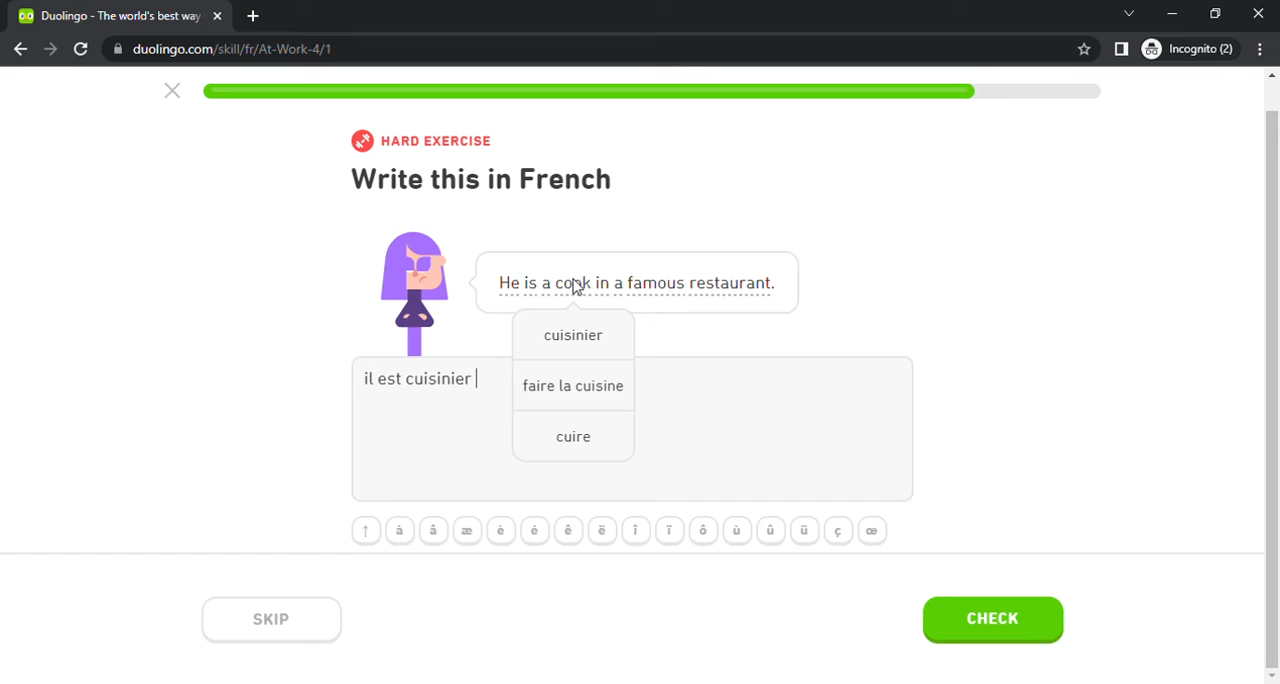 Duolingo - The world's best way
duolingo.com/skill/fr/At-Work-4/1
Incognito (2)
HARD EXERCISE
Write this in French
He is a cook in a famous restaurant.
cuisinier
faire la cuisine
cuire
il est cuisinier
↑ à â æ è é ê ë î ï ô ù û ü ç œ
SKIP
CHECK